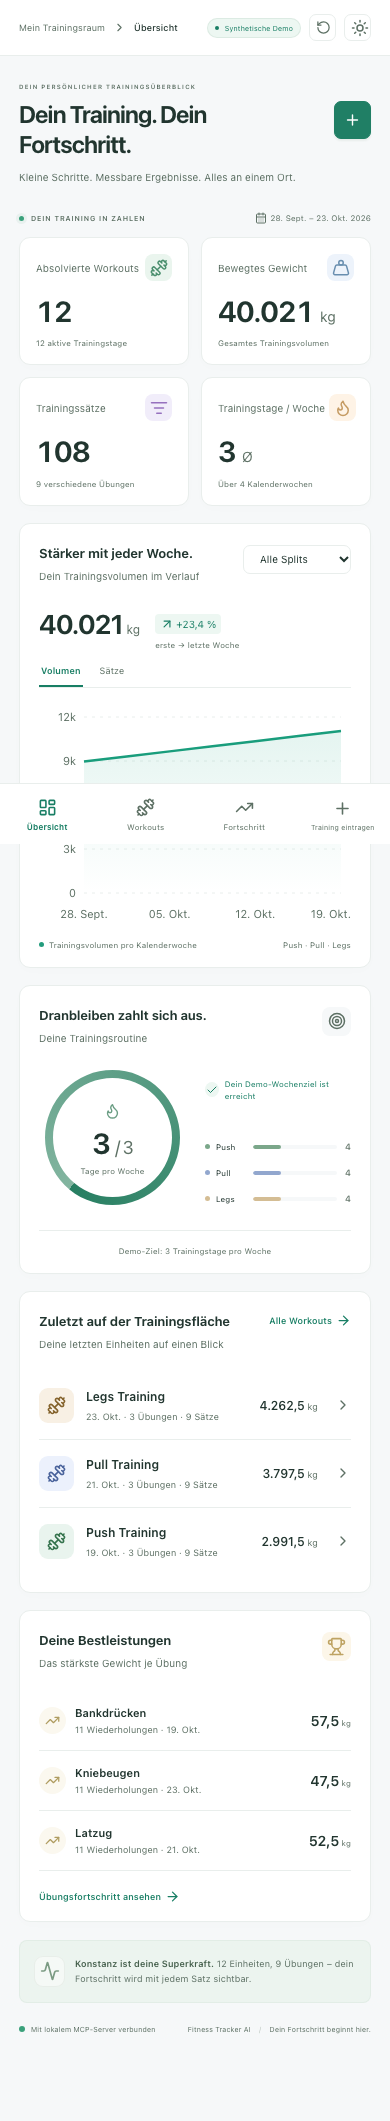 Mein Trainingsraum > Übersicht
Synthetische Demo
DEIN PERSÖNLICHER TRAININGSÜBERBLICK
Dein Training. Dein
Fortschritt.
Kleine Schritte. Messbare Ergebnisse. Alles an einem Ort.
DEIN TRAINING IN ZAHLEN
28. Sept. – 23. Okt. 2026
Absolvierte Workouts
12
12 aktive Trainingstage
Bewegtes Gewicht
40.021 kg
Gesamtes Trainingsvolumen
Trainingssätze
108
9 verschiedene Übungen
Trainingstage / Woche
3 Ø
Über 4 Kalenderwochen
Stärker mit jeder Woche.
Dein Trainingsvolumen im Verlauf
Alle Splits
40.021 kg
+23,4 %
erste → letzte Woche
Volumen
Sätze
12k
9k
Übersicht
Workouts
Fortschritt
Training eintragen
3k
0
28. Sept.
05. Okt.
12. Okt.
19. Okt.
Trainingsvolumen pro Kalenderwoche
Push · Pull · Legs
Dranbleiben zahlt sich aus.
Deine Trainingsroutine
3 /3
Tage pro Woche
Dein Demo-Wochenziel ist
erreicht
Push 4
Pull 4
Legs 4
Demo-Ziel: 3 Trainingstage pro Woche
Zuletzt auf der Trainingsfläche
Alle Workouts →
Deine letzten Einheiten auf einen Blick
Legs Training
23. Okt. · 3 Übungen · 9 Sätze
4.262,5 kg
Pull Training
21. Okt. · 3 Übungen · 9 Sätze
3.797,5 kg
Push Training
19. Okt. · 3 Übungen · 9 Sätze
2.991,5 kg
Deine Bestleistungen
Das stärkste Gewicht je Übung
Bankdrücken
11 Wiederholungen · 19. Okt.
57,5 kg
Kniebeugen
11 Wiederholungen · 23. Okt.
47,5 kg
Latzug
11 Wiederholungen · 21. Okt.
52,5 kg
Übungsfortschritt ansehen →
Konstanz ist deine Superkraft. 12 Einheiten, 9 Übungen – dein
Fortschritt wird mit jedem Satz sichtbar.
Mit lokalem MCP-Server verbunden
Fitness Tracker AI / Dein Fortschritt beginnt hier.